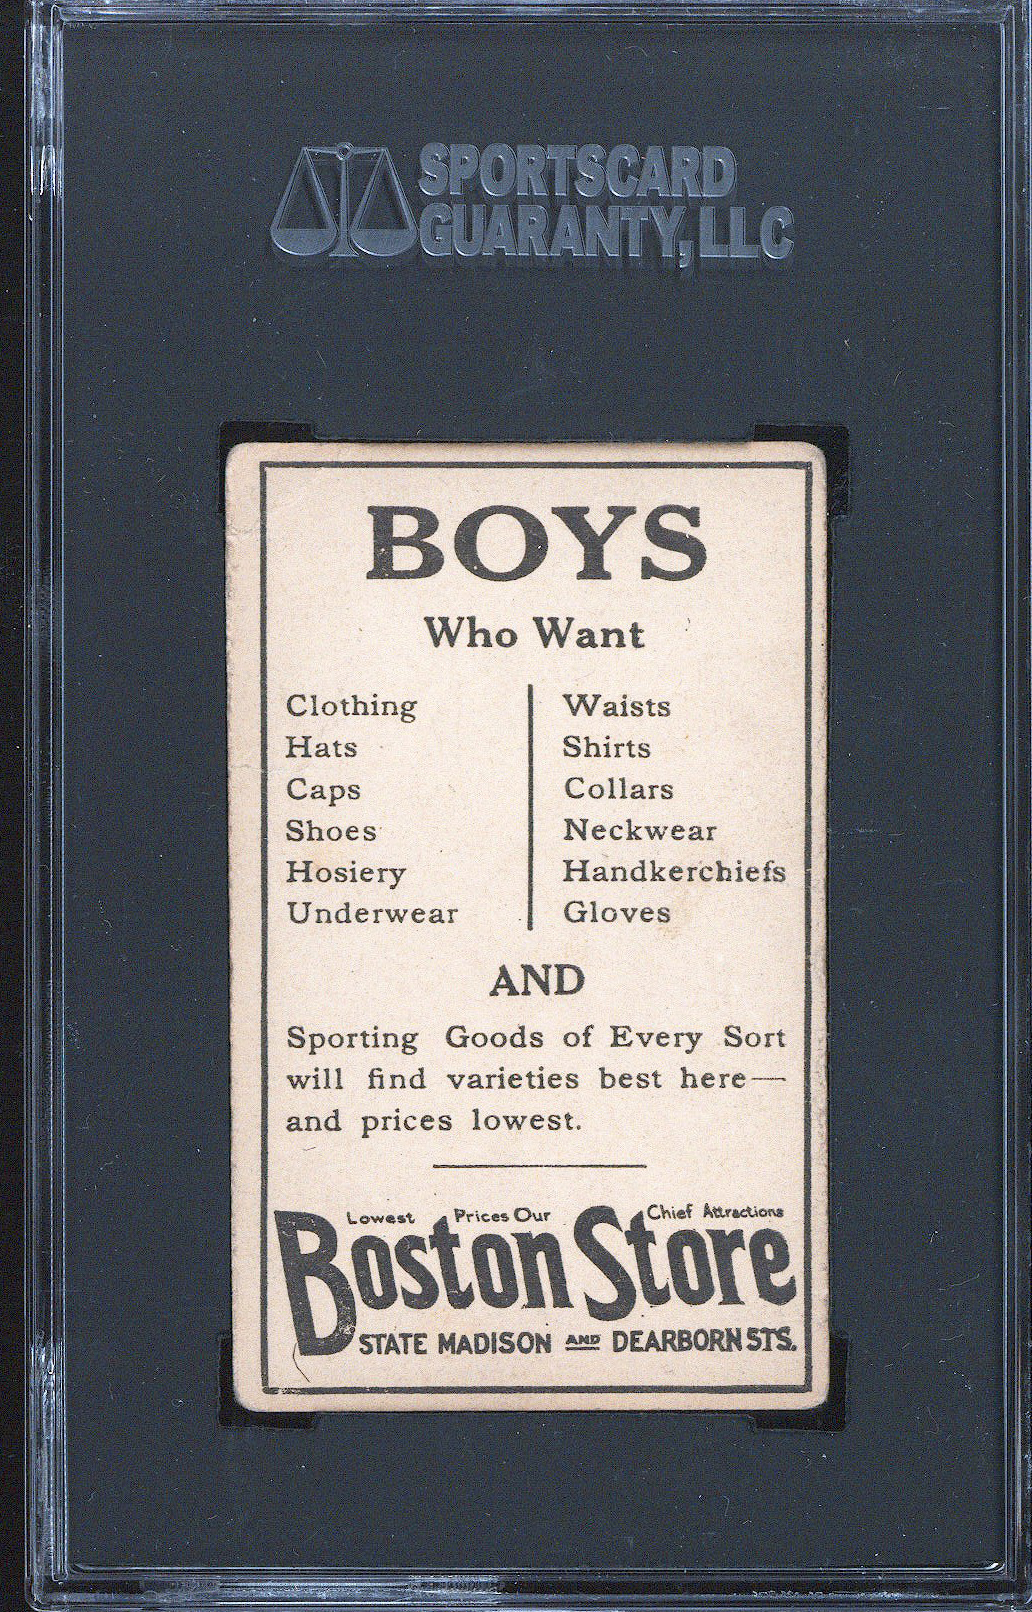 SPORTSCARD
GUARANTY, LLC
BOYS
Who Want
Clothing
Hats
Caps
Shoes
Hosiery
Underwear
Waists
Shirts
Collars
Neckwear
Handkerchiefs
Gloves
AND
Sporting Goods of Every Sort
will find varieties best here—
and prices lowest.
Lowest Prices Our Chief Attractions
Boston Store
STATE MADISON AND DEARBORN STS.